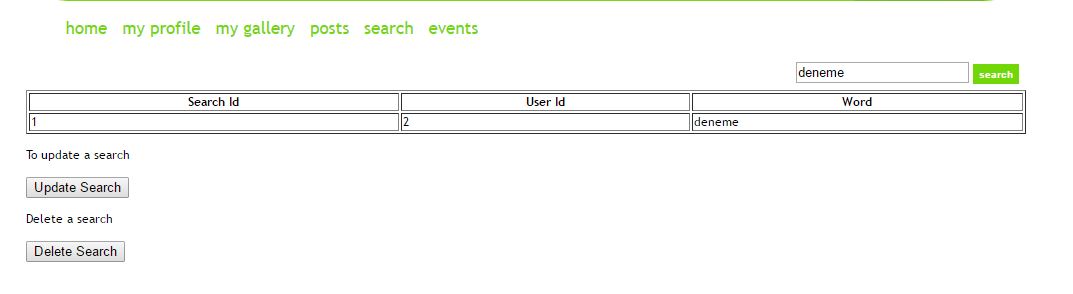 home my profile my gallery posts search events
deneme search
Search Id User Id Word
1 2 deneme
To update a search
Update Search
Delete a search
Delete Search